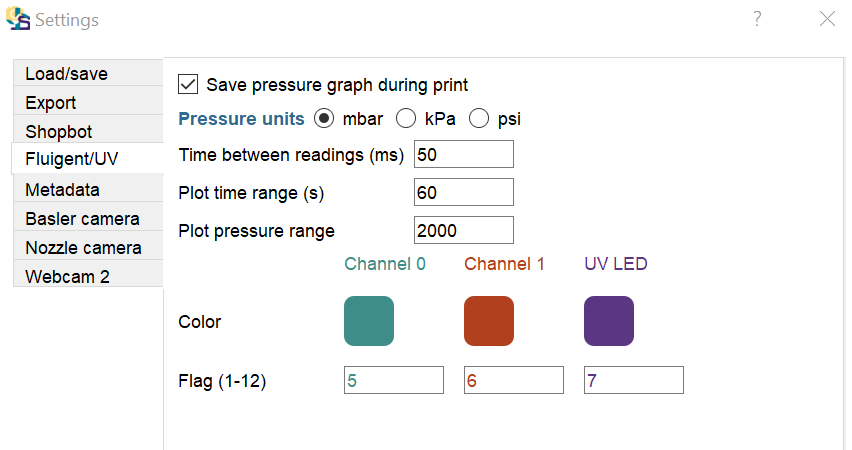 Settings
?
Load/save
Export
Shopbot
Fluigent/UV
Metadata
Basler camera
Nozzle camera
Webcam 2
Save pressure graph during print
Pressure units mbar kPa psi
Time between readings (ms) 50
Plot time range (s) 60
Plot pressure range 2000
Channel 0 Channel 1 UV LED
Color
Flag (1-12) 5 6 7